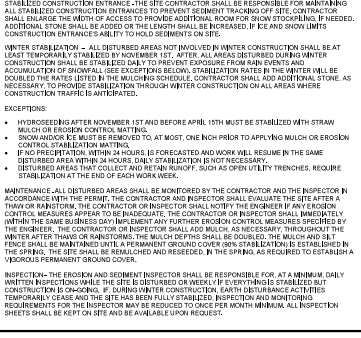 STABILIZED CONSTRUCTION ENTRANCE - THE SITE CONTRACTOR SHALL BE RESPONSIBLE FOR MAINTAINING
ALL STABILIZED CONSTRUCTION ENTRANCES TO PREVENT SEDIMENT TRACKING OFF SITE. CONTRACTOR
SHALL ENLARGE THE WIDTH OF ACCESS TO PROVIDE ADDITIONAL ROOM FOR SNOW STOCKPILING, IF NEEDED.
ADDITIONAL STONE SHALL BE ADDED OR THE LENGTH SHALL BE INCREASED, IF ICE AND SNOW LIMITS
CONSTRUCTION ENTRANCE'S ABILITY TO HOLD SEDIMENTS ON SITE.
WINTER STABILIZATION - ALL DISTURBED AREAS NOT INVOLVED IN WINTER CONSTRUCTION SHALL BE AT
LEAST TEMPORARILY STABILIZED BY NOVEMBER 1ST. AFTER, ALL AREAS DISTURBED DURING WINTER
CONSTRUCTION SHALL BE STABILIZED DAILY TO PREVENT EXPOSURE FROM RAIN EVENTS AND
ACCUMULATION OF SNOWFALL (SEE EXCEPTIONS BELOW). STABILIZATION RATES IN THE WINTER WILL BE
DOUBLED THE RATES LISTED IN THE MULCHING SCHEDULE. CONTRACTOR SHALL ADD ADDITIONAL STONE, AS
NECESSARY, TO PROVIDE STABILIZATION THROUGH WINTER CONSTRUCTION ON ALL AREAS WHERE
CONSTRUCTION TRAFFIC IS ANTICIPATED.
EXCEPTIONS:
• HYDROSEEDING AFTER NOVEMBER 1ST AND BEFORE APRIL 15TH MUST BE STABILIZED WITH STRAW
MULCH OR EROSION CONTROL MATTING.
• SNOW AND/OR ICE MUST BE REMOVED TO, AT MOST, ONE INCH PRIOR TO APPLYING MULCH OR EROSION
CONTROL STABILIZATION MATTING.
• IF NO PRECIPITATION, WITHIN 24 HOURS, IS FORECASTED AND WORK WILL RESUME IN THE SAME
DISTURBED AREA WITHIN 24 HOURS, DAILY STABILIZATION IS NOT NECESSARY.
• DISTURBED AREAS THAT COLLECT AND RETAIN RUNOFF, SUCH AS OPEN UTILITY TRENCHES, REQUIRE
STABILIZATION AT THE END OF EACH WORK WEEK.
MAINTENANCE - ALL DISTURBED AREAS SHALL BE MONITORED BY THE CONTRACTOR AND THE INSPECTOR IN
ACCORDANCE WITH THE PERMIT. THE CONTRACTOR AND INSPECTOR SHALL EVALUATE THE SITE AFTER A
THAW OR RAINSTORM. THE CONTRACTOR OR INSPECTOR SHALL NOTIFY THE ENGINEER IF ANY EROSION
CONTROL MEASURES APPEAR TO BE INADEQUATE. THE CONTRACTOR OR INSPECTOR SHALL IMMEDIATELY
(WITHIN THE SAME BUSINESS DAY) IMPLEMENT ANY FURTHER EROSION CONTROL MEASURES SPECIFIED BY
THE ENGINEER. THE CONTRACTOR OR INSPECTOR SHALL ADD MULCH, AS NECESSARY, THROUGHOUT THE
WINTER AFTER THAWS OR RAINSTORMS. THE MULCH DEPTHS SHALL BE DOUBLED. THE MULCH AND SILT
FENCE SHALL BE MAINTAINED UNTIL A PERMANENT GROUND COVER (90% STABILIZATION) IS ESTABLISHED IN
THE SPRING. THE SITE SHALL BE REMULCHED AND RESEEDED, IN THE SPRING, AS REQUIRED TO ESTABLISH A
VIGOROUS PERMANENT GROUND COVER.
INSPECTION - THE EROSION AND SEDIMENT INSPECTOR SHALL BE RESPONSIBLE FOR, AT A MINIMUM, DAILY
WRITTEN INSPECTIONS WHILE THE SITE IS DISTURBED OR WEEKLY IF EVERYTHING IS STABILIZED BUT
CONSTRUCTION IS ON-GOING. IF, DURING WINTER CONSTRUCTION, EARTH DISTURBANCE ACTIVITIES
TEMPORARILY CEASE AND THE SITE HAS BEEN FULLY STABILIZED, INSPECTION AND MONITORING
REQUIREMENTS FOR THE INSPECTOR MAY BE REDUCED TO ONCE PER MONTH MINIMUM. ALL INSPECTION
SHEETS SHALL BE KEPT ON SITE AND BE AVAILABLE UPON REQUEST.